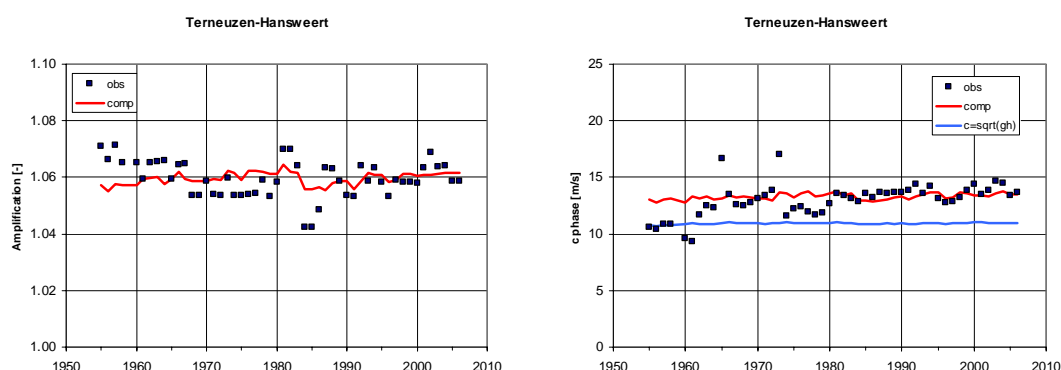 Terneuzen-Hansweert
1.10
1.08
1.06
1.04
1.02
1.00
Amplification [-]
obs
comp
1950 1960 1970 1980 1990 2000 2010
Terneuzen-Hansweert
25
20
15
10
5
0
c phase [m/s]
obs
comp
c=sqrt(gh)
1950 1960 1970 1980 1990 2000 2010